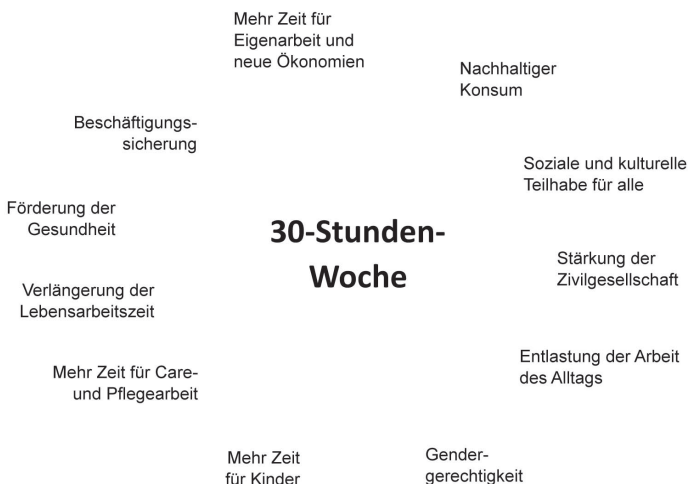 Mehr Zeit für
Eigenarbeit und
neue Ökonomien
Nachhaltiger
Konsum
Soziale und kulturelle
Teilhabe für alle
Stärkung der
Zivilgesellschaft
Entlastung der Arbeit
des Alltags
Gender-
gerechtigkeit
Mehr Zeit
für Kinder
Mehr Zeit für Care-
und Pflegearbeit
Verlängerung der
Lebensarbeitszeit
Förderung der
Gesundheit
Beschäftigungs-
sicherung
30-Stunden-
Woche